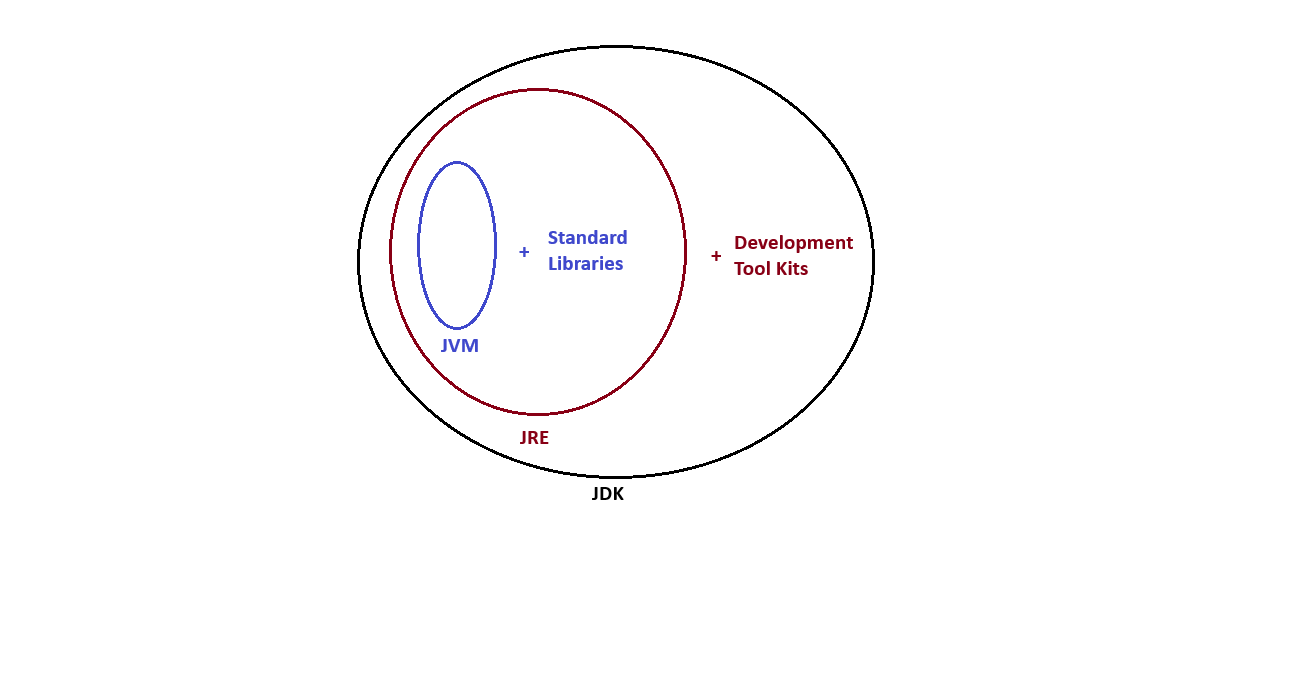 + Standard
Libraries
+ Development
Tool Kits
JVM
JRE
JDK